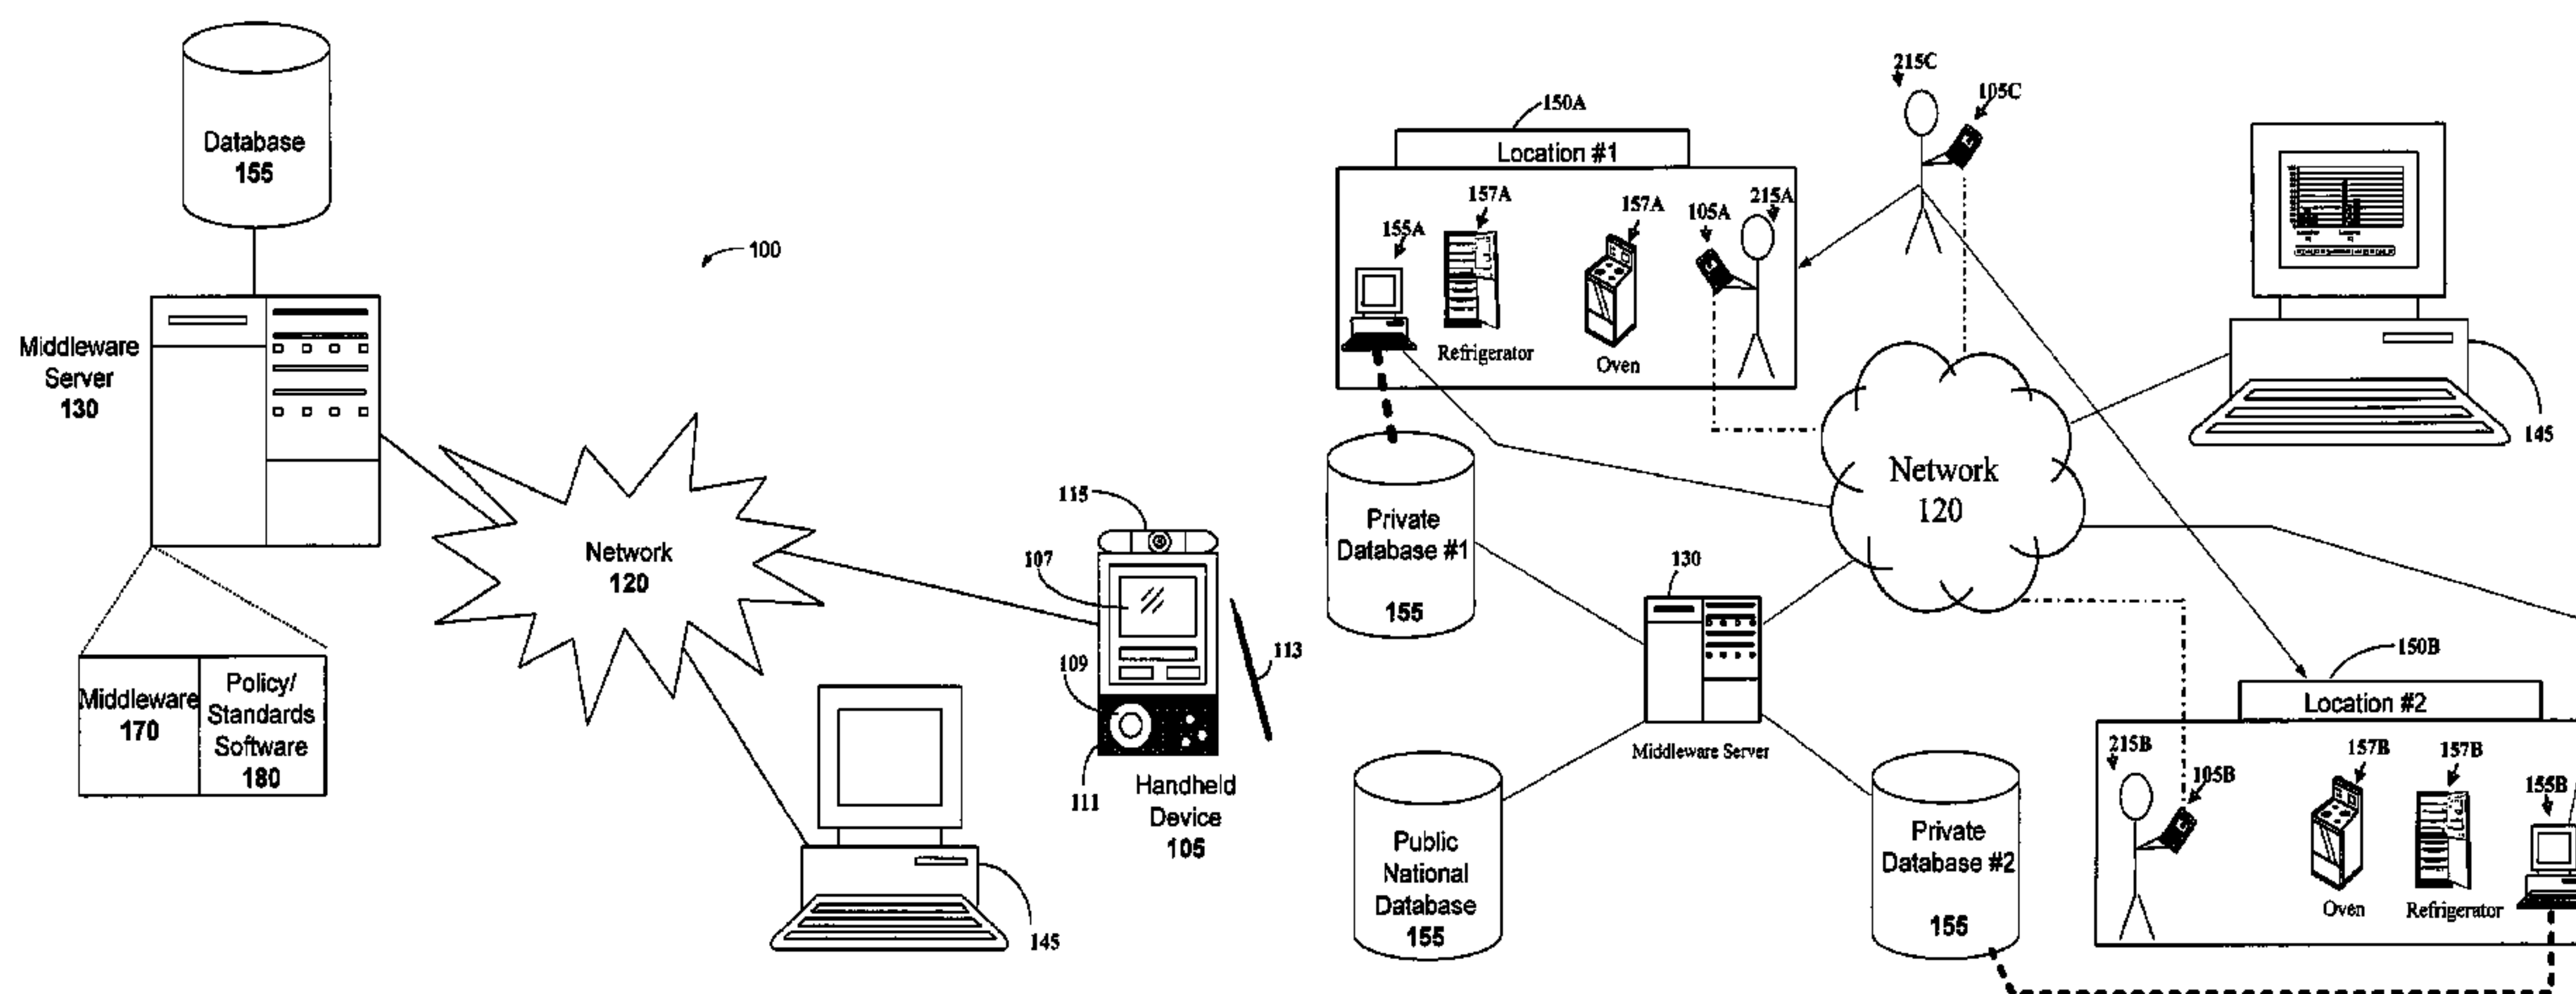 Database
155
100
Middleware
Server
130
Network
120
Middleware
170
Policy/
Standards
Software
180
115
107
109
113
111
Handheld
Device
105
145
150A
Location #1
157A
157A
105A
215A
155A
Refrigerator
Oven
215C
105C
145
Network
120
Private
Database #1
155
130
Middleware Server
Public
National
Database
155
Private
Database #2
155
150B
Location #2
215B
105B
157B
157B
155B
Oven
Refrigerator